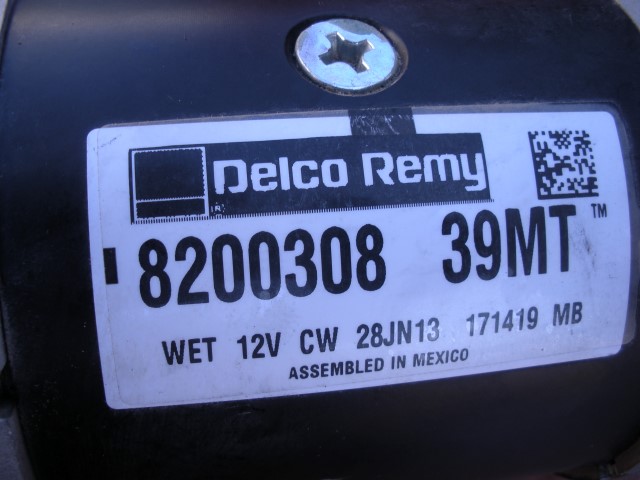 Delco Remy
8200308 39MT™
WET 12V CW 28JN13 171419 MB
ASSEMBLED IN MEXICO